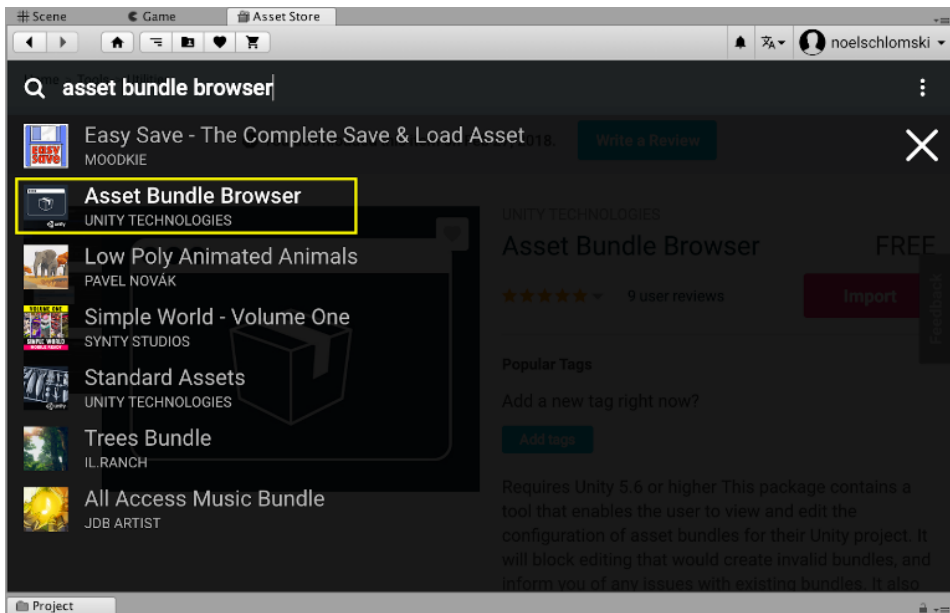 Scene Game Asset Store
noelschlomski
Home Tools Utilities
asset bundle browser
Easy Save - The Complete Save & Load Asset
MOODKIE
2018. Write a Review
Asset Bundle Browser
UNITY TECHNOLOGIES
Low Poly Animated Animals
PAVEL NOVÁK
Simple World - Volume One
SYNTY STUDIOS
Standard Assets
UNITY TECHNOLOGIES
Trees Bundle
IL.RANCH
All Access Music Bundle
JDB ARTIST
UNITY TECHNOLOGIES
Asset Bundle Browser FREE
9 user reviews Import
Feedback
Popular Tags
Add a new tag right now?
Add tags
Requires Unity 5.6 or higher This package contains a
tool that enables the user to view and edit the
configuration of asset bundles for their Unity project. It
will block editing that would create invalid bundles, and
inform you of any issues with existing bundles. It also
Project